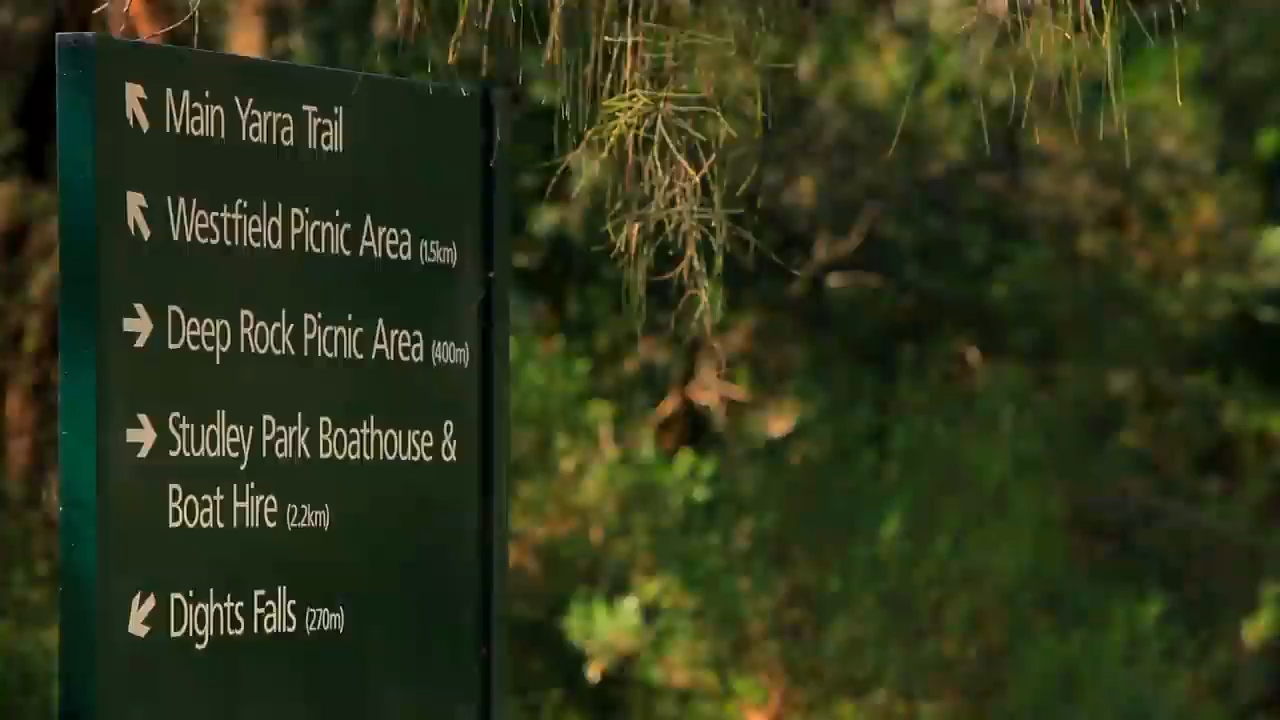 Main Yarra Trail
Westfield Picnic Area (1.5km)
Deep Rock Picnic Area (400m)
Studley Park Boathouse &
Boat Hire (2.2km)
Dights Falls (270m)